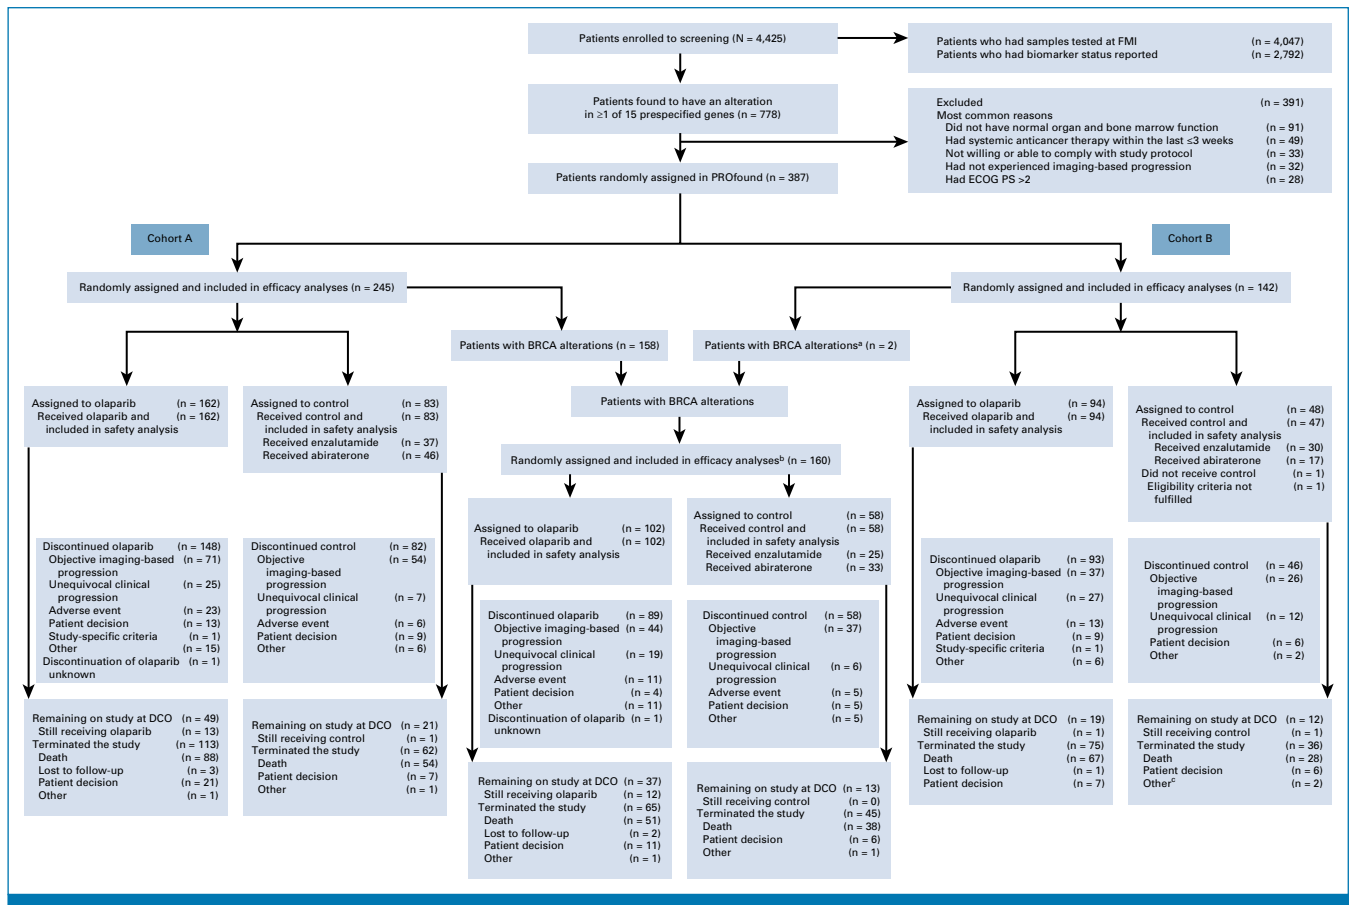 Patients enrolled to screening (N = 4,425)
Patients who had samples tested at FMI (n = 4,047)
Patients who had biomarker status reported (n = 2,792)
Patients found to have an alteration
in ≥1 of 15 prespecified genes (n = 778)
Excluded (n = 391)
Most common reasons
Did not have normal organ and bone marrow function (n = 91)
Had systemic anticancer therapy within the last ≤3 weeks (n = 49)
Not willing or able to comply with study protocol (n = 33)
Had not experienced imaging-based progression (n = 32)
Had ECOG PS >2 (n = 28)
Patients randomly assigned in PROfound (n = 387)
Cohort A
Cohort B
Randomly assigned and included in efficacy analyses (n = 245)
Randomly assigned and included in efficacy analyses (n = 142)
Patients with BRCA alterations (n = 158)
Patients with BRCA alterationsᵃ (n = 2)
Patients with BRCA alterations
Randomly assigned and included in efficacy analysesᵇ (n = 160)
Assigned to olaparib (n = 162)
Received olaparib and (n = 162)
included in safety analysis
Assigned to control (n = 83)
Received control and (n = 83)
included in safety analysis
Received enzalutamide (n = 37)
Received abiraterone (n = 46)
Discontinued olaparib (n = 148)
Objective imaging-based (n = 71)
progression
Unequivocal clinical (n = 25)
progression
Adverse event (n = 23)
Patient decision (n = 13)
Study-specific criteria (n = 1)
Other (n = 15)
Discontinuation of olaparib (n = 1)
unknown
Discontinued control (n = 82)
Objective (n = 54)
imaging-based
progression
Unequivocal clinical (n = 7)
progression
Adverse event (n = 6)
Patient decision (n = 9)
Other (n = 6)
Remaining on study at DCO (n = 49)
Still receiving olaparib (n = 13)
Terminated the study (n = 113)
Death (n = 88)
Lost to follow-up (n = 3)
Patient decision (n = 21)
Other (n = 1)
Remaining on study at DCO (n = 21)
Still receiving control (n = 1)
Terminated the study (n = 62)
Death (n = 54)
Patient decision (n = 7)
Other (n = 1)
Assigned to olaparib (n = 102)
Received olaparib and (n = 102)
included in safety analysis
Assigned to control (n = 58)
Received control and (n = 58)
included in safety analysis
Received enzalutamide (n = 25)
Received abiraterone (n = 33)
Discontinued olaparib (n = 89)
Objective imaging-based (n = 44)
progression
Unequivocal clinical (n = 19)
progression
Adverse event (n = 11)
Patient decision (n = 4)
Other (n = 11)
Discontinuation of olaparib (n = 1)
unknown
Discontinued control (n = 58)
Objective (n = 37)
imaging-based
progression
Unequivocal clinical (n = 6)
progression
Adverse event (n = 5)
Patient decision (n = 5)
Other (n = 5)
Remaining on study at DCO (n = 37)
Still receiving olaparib (n = 12)
Terminated the study (n = 65)
Death (n = 51)
Lost to follow-up (n = 2)
Patient decision (n = 11)
Other (n = 1)
Remaining on study at DCO (n = 13)
Still receiving control (n = 0)
Terminated the study (n = 45)
Death (n = 38)
Patient decision (n = 6)
Other (n = 1)
Assigned to olaparib (n = 94)
Received olaparib and (n = 94)
included in safety analysis
Assigned to control (n = 48)
Received control and (n = 47)
included in safety analysis
Received enzalutamide (n = 30)
Received abiraterone (n = 17)
Did not receive control (n = 1)
Eligibility criteria not (n = 1)
fulfilled
Discontinued olaparib (n = 93)
Objective imaging-based (n = 37)
progression
Unequivocal clinical (n = 27)
progression
Adverse event (n = 13)
Patient decision (n = 9)
Study-specific criteria (n = 1)
Other (n = 6)
Discontinued control (n = 46)
Objective (n = 26)
imaging-based
progression
Unequivocal clinical (n = 12)
progression
Patient decision (n = 6)
Other (n = 2)
Remaining on study at DCO (n = 19)
Still receiving olaparib (n = 1)
Terminated the study (n = 75)
Death (n = 67)
Lost to follow-up (n = 1)
Patient decision (n = 7)
Remaining on study at DCO (n = 12)
Still receiving control (n = 1)
Terminated the study (n = 36)
Death (n = 28)
Patient decision (n = 6)
Otherᶜ (n = 2)